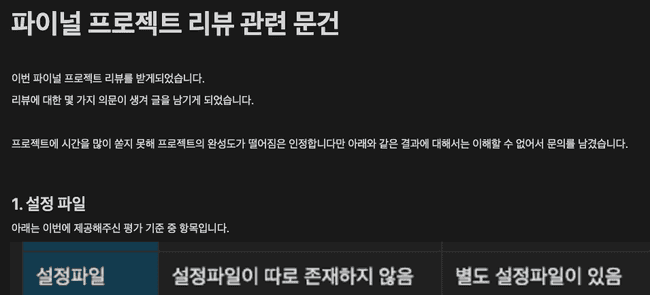 파이널 프로젝트 리뷰 관련 문건
이번 파이널 프로젝트 리뷰를 받게되었습니다.
리뷰에 대한 몇 가지 의문이 생겨 글을 남기게 되었습니다.
프로젝트에 시간을 많이 쏟지 못해 프로젝트의 완성도가 떨어짐은 인정합니다만 아래와 같은 결과에 대해서는 이해할 수 없어서 문의를 남겼습니다.
1. 설정 파일
아래는 이번에 제공해주신 평가 기준 중 항목입니다.
설정파일 설정파일이 따로 존재하지 않음 별도 설정파일이 있음